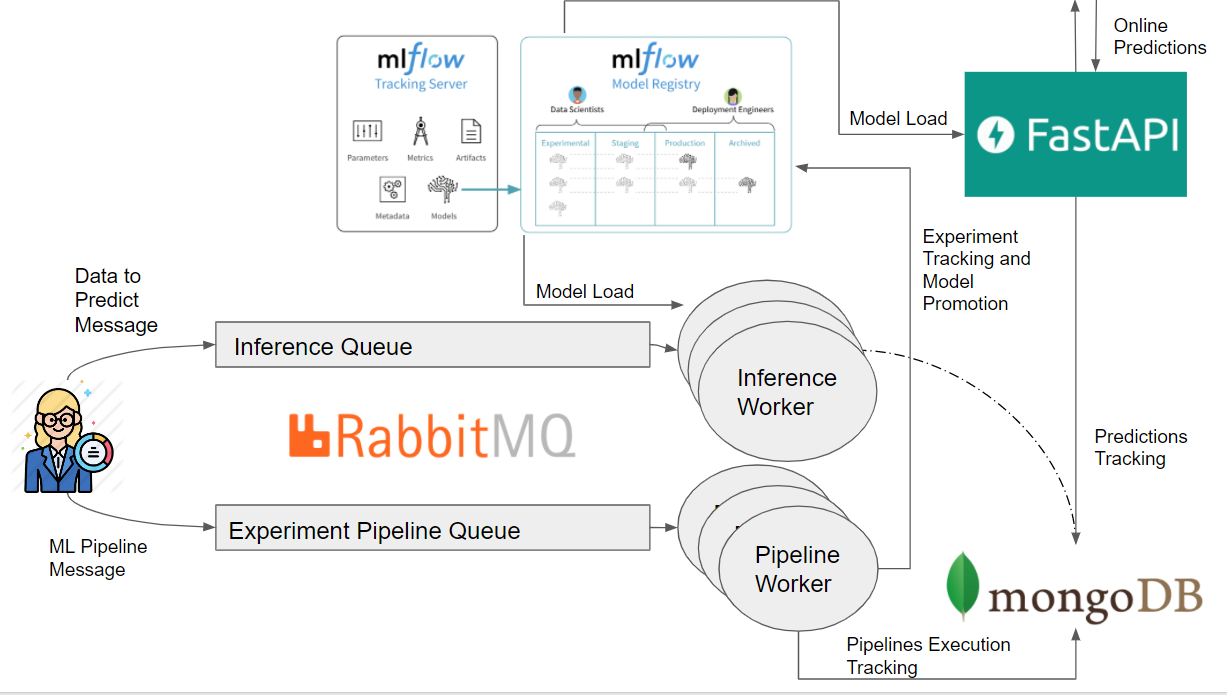 Online
Predictions
mlflow
Tracking Server
Parameters
Metrics
Artifacts
Metadata
Models
mlflow
Model Registry
Data Scientists
Deployment Engineers
Experimental
Staging
Production
Archived
Model Load
FastAPI
Experiment
Tracking and
Model
Promotion
Data to
Predict
Message
Model Load
Inference Queue
Inference
Worker
RabbitMQ
Predictions
Tracking
Experiment Pipeline Queue
ML Pipeline
Message
Pipeline
Worker
mongoDB
Pipelines Execution
Tracking